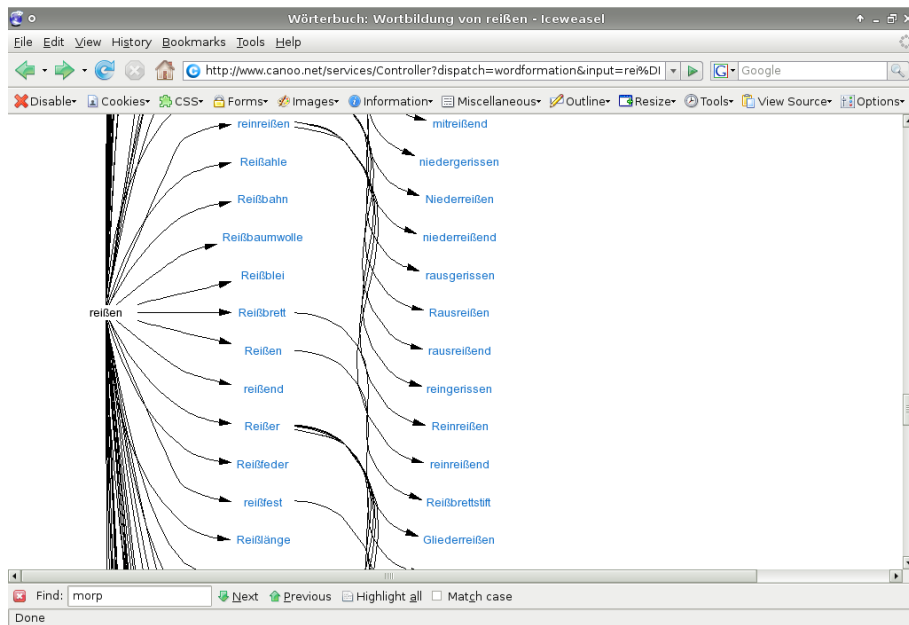 Wörterbuch: Wortbildung von reißen - Iceweasel
File Edit View History Bookmarks Tools Help
http://www.canoo.net/services/Controller?dispatch=wordformation&input=rei%DI
G Google
Disable Cookies CSS Forms Images Information Miscellaneous Outline Resize Tools View Source Options
reinreißen mitreißend
Reißahle niedergerissen
Reißbahn Niederreißen
Reißbaumwolle niederreißend
Reißblei rausgerissen
reißen Reißbrett Rausreißen
Reißen rausreißend
reißend reingerissen
Reißer Reinreißen
Reißfeder reinreißend
reißfest Reißbrettstift
Reißlänge Gliederreißen
Find: morp Next Previous Highlight all Match case
Done